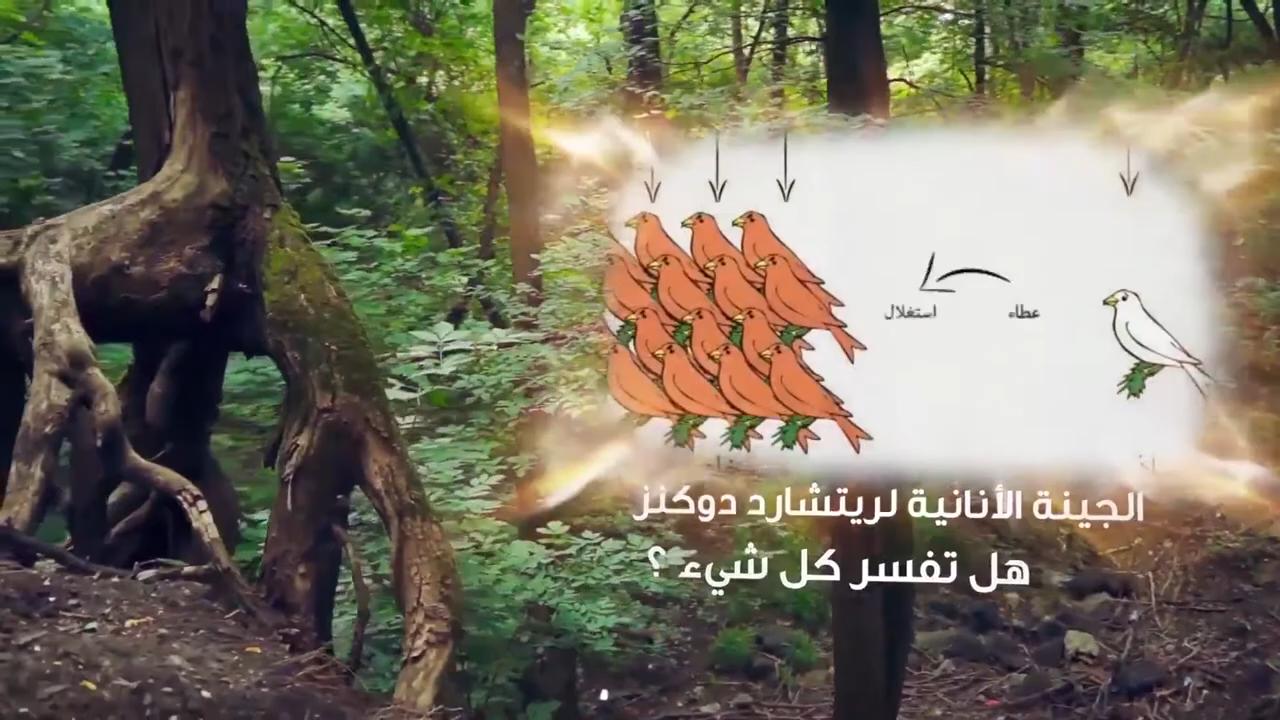 عطاء
استغلال
الجينة الأنانية لريتشارد دوكنز
هل تفسر كل شيء ؟